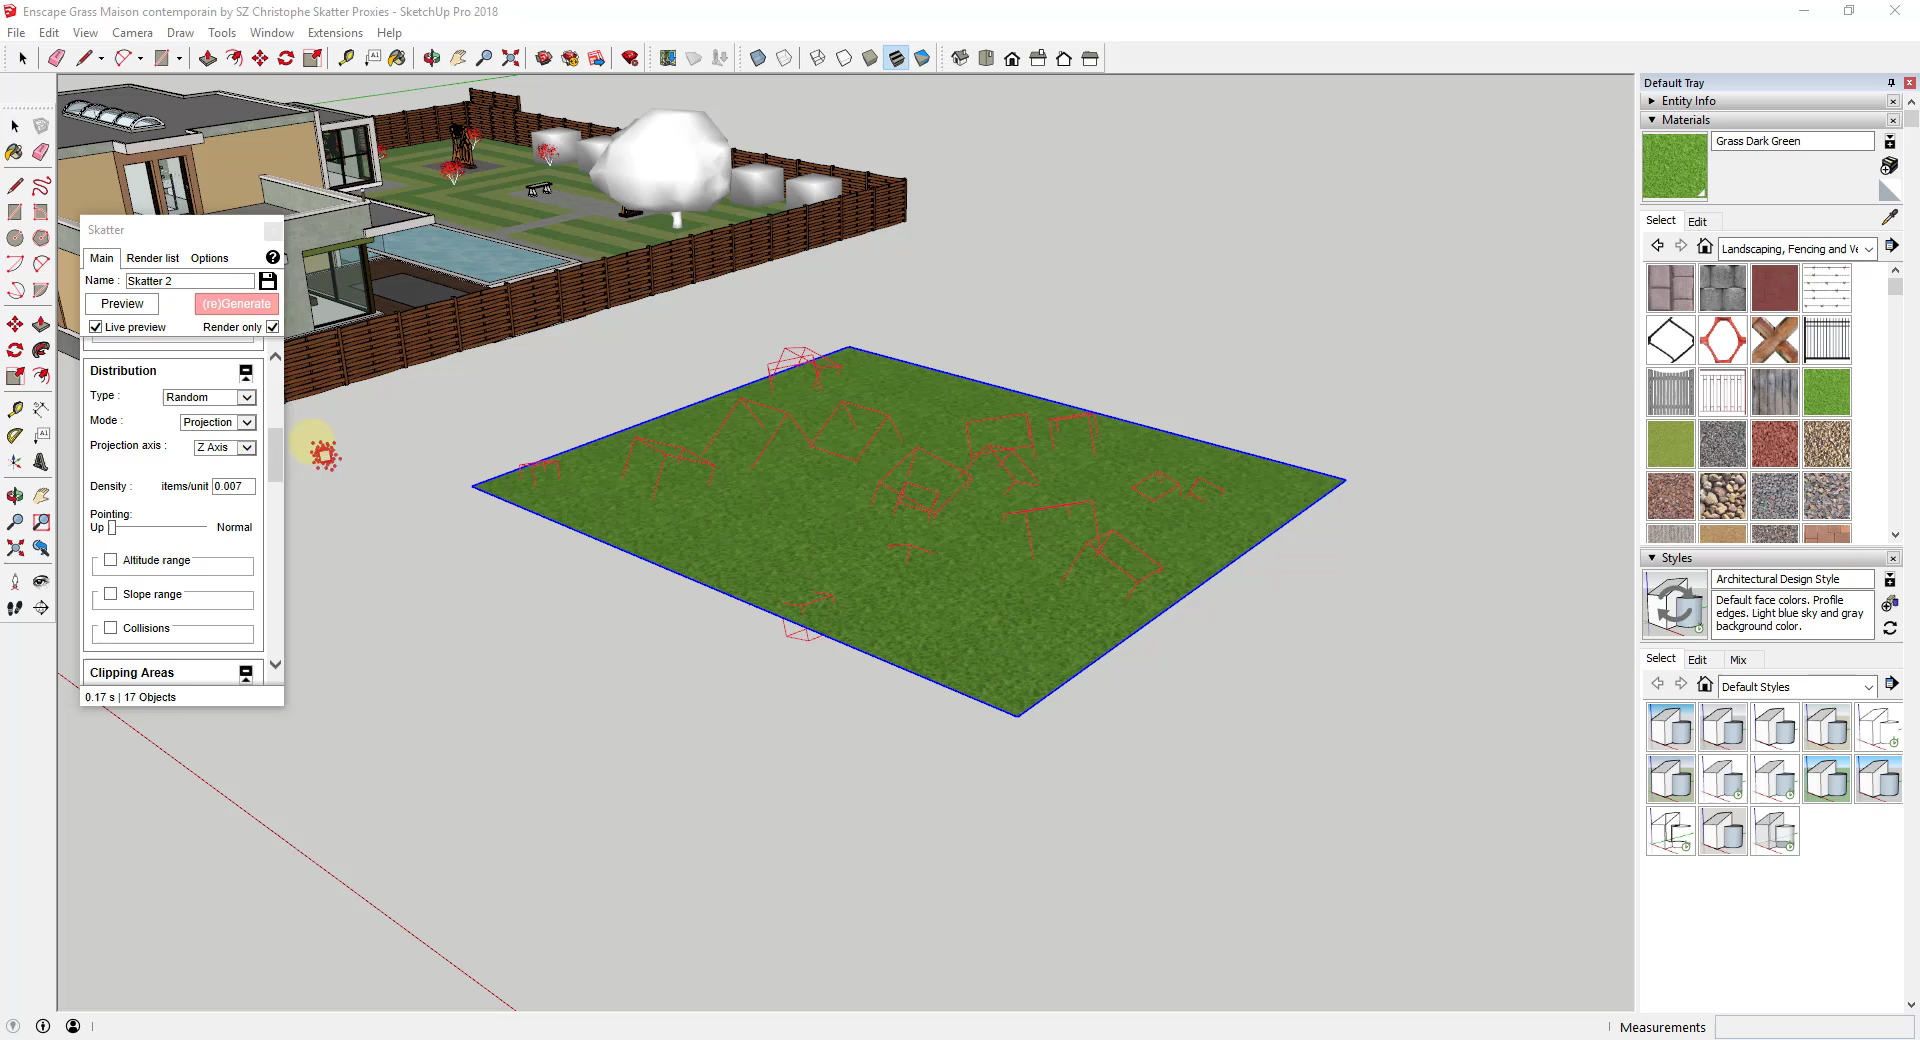 Enscape Grass Maison contemporain by SZ Christophe Skatter Proxies - SketchUp Pro 2018
File Edit View Camera Draw Tools Window Extensions Help
Default Tray
Entity Info
Materials
Grass Dark Green
Select Edit
Landscaping, Fencing and Ve
Styles
Architectural Design Style
Default face colors. Profile
edges. Light blue sky and gray
background color.
Select Edit Mix
Default Styles
Skatter
Main Render list Options
Name : Skatter 2
Preview (re)Generate
Live preview Render only
Distribution
Type : Random
Mode : Projection
Projection axis : Z Axis
Density : items/unit 0.007
Pointing:
Up Normal
Altitude range
Slope range
Collisions
Clipping Areas
0.17 s | 17 Objects
Measurements